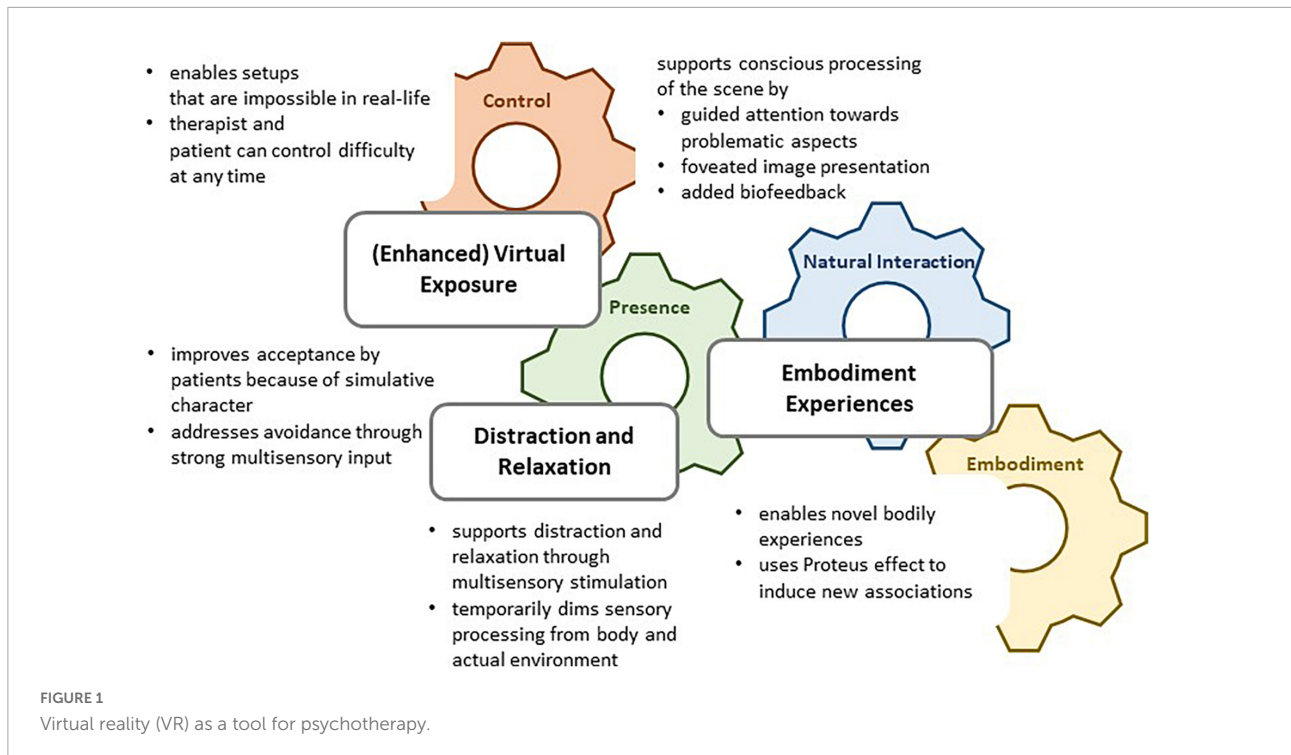 • enables setups
that are impossible in real-life
• therapist and
patient can control difficulty
at any time
Control
supports conscious processing
of the scene by
• guided attention towards
problematic aspects
• foveated image presentation
• added biofeedback
(Enhanced) Virtual
Exposure
Natural Interaction
Presence
• improves acceptance by
patients because of simulative
character
• addresses avoidance through
strong multisensory input
Embodiment
Experiences
Distraction and
Relaxation
Embodiment
• supports distraction and
relaxation through
multisensory stimulation
• temporarily dims sensory
processing from body and
actual environment
• enables novel bodily
experiences
• uses Proteus effect to
induce new associations
FIGURE 1
Virtual reality (VR) as a tool for psychotherapy.